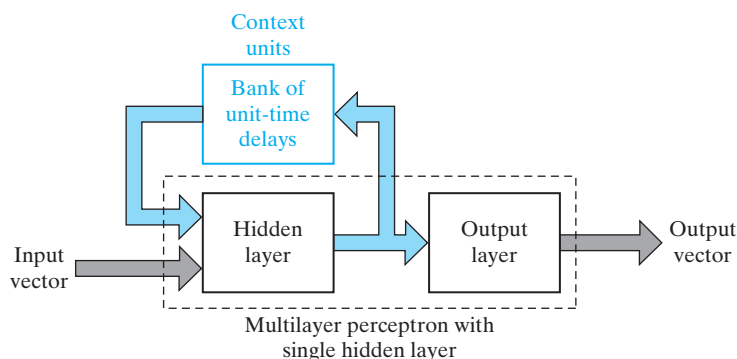 Context
units
Bank of
unit-time
delays
Hidden
layer
Output
layer
Input
vector
Output
vector
Multilayer perceptron with
single hidden layer